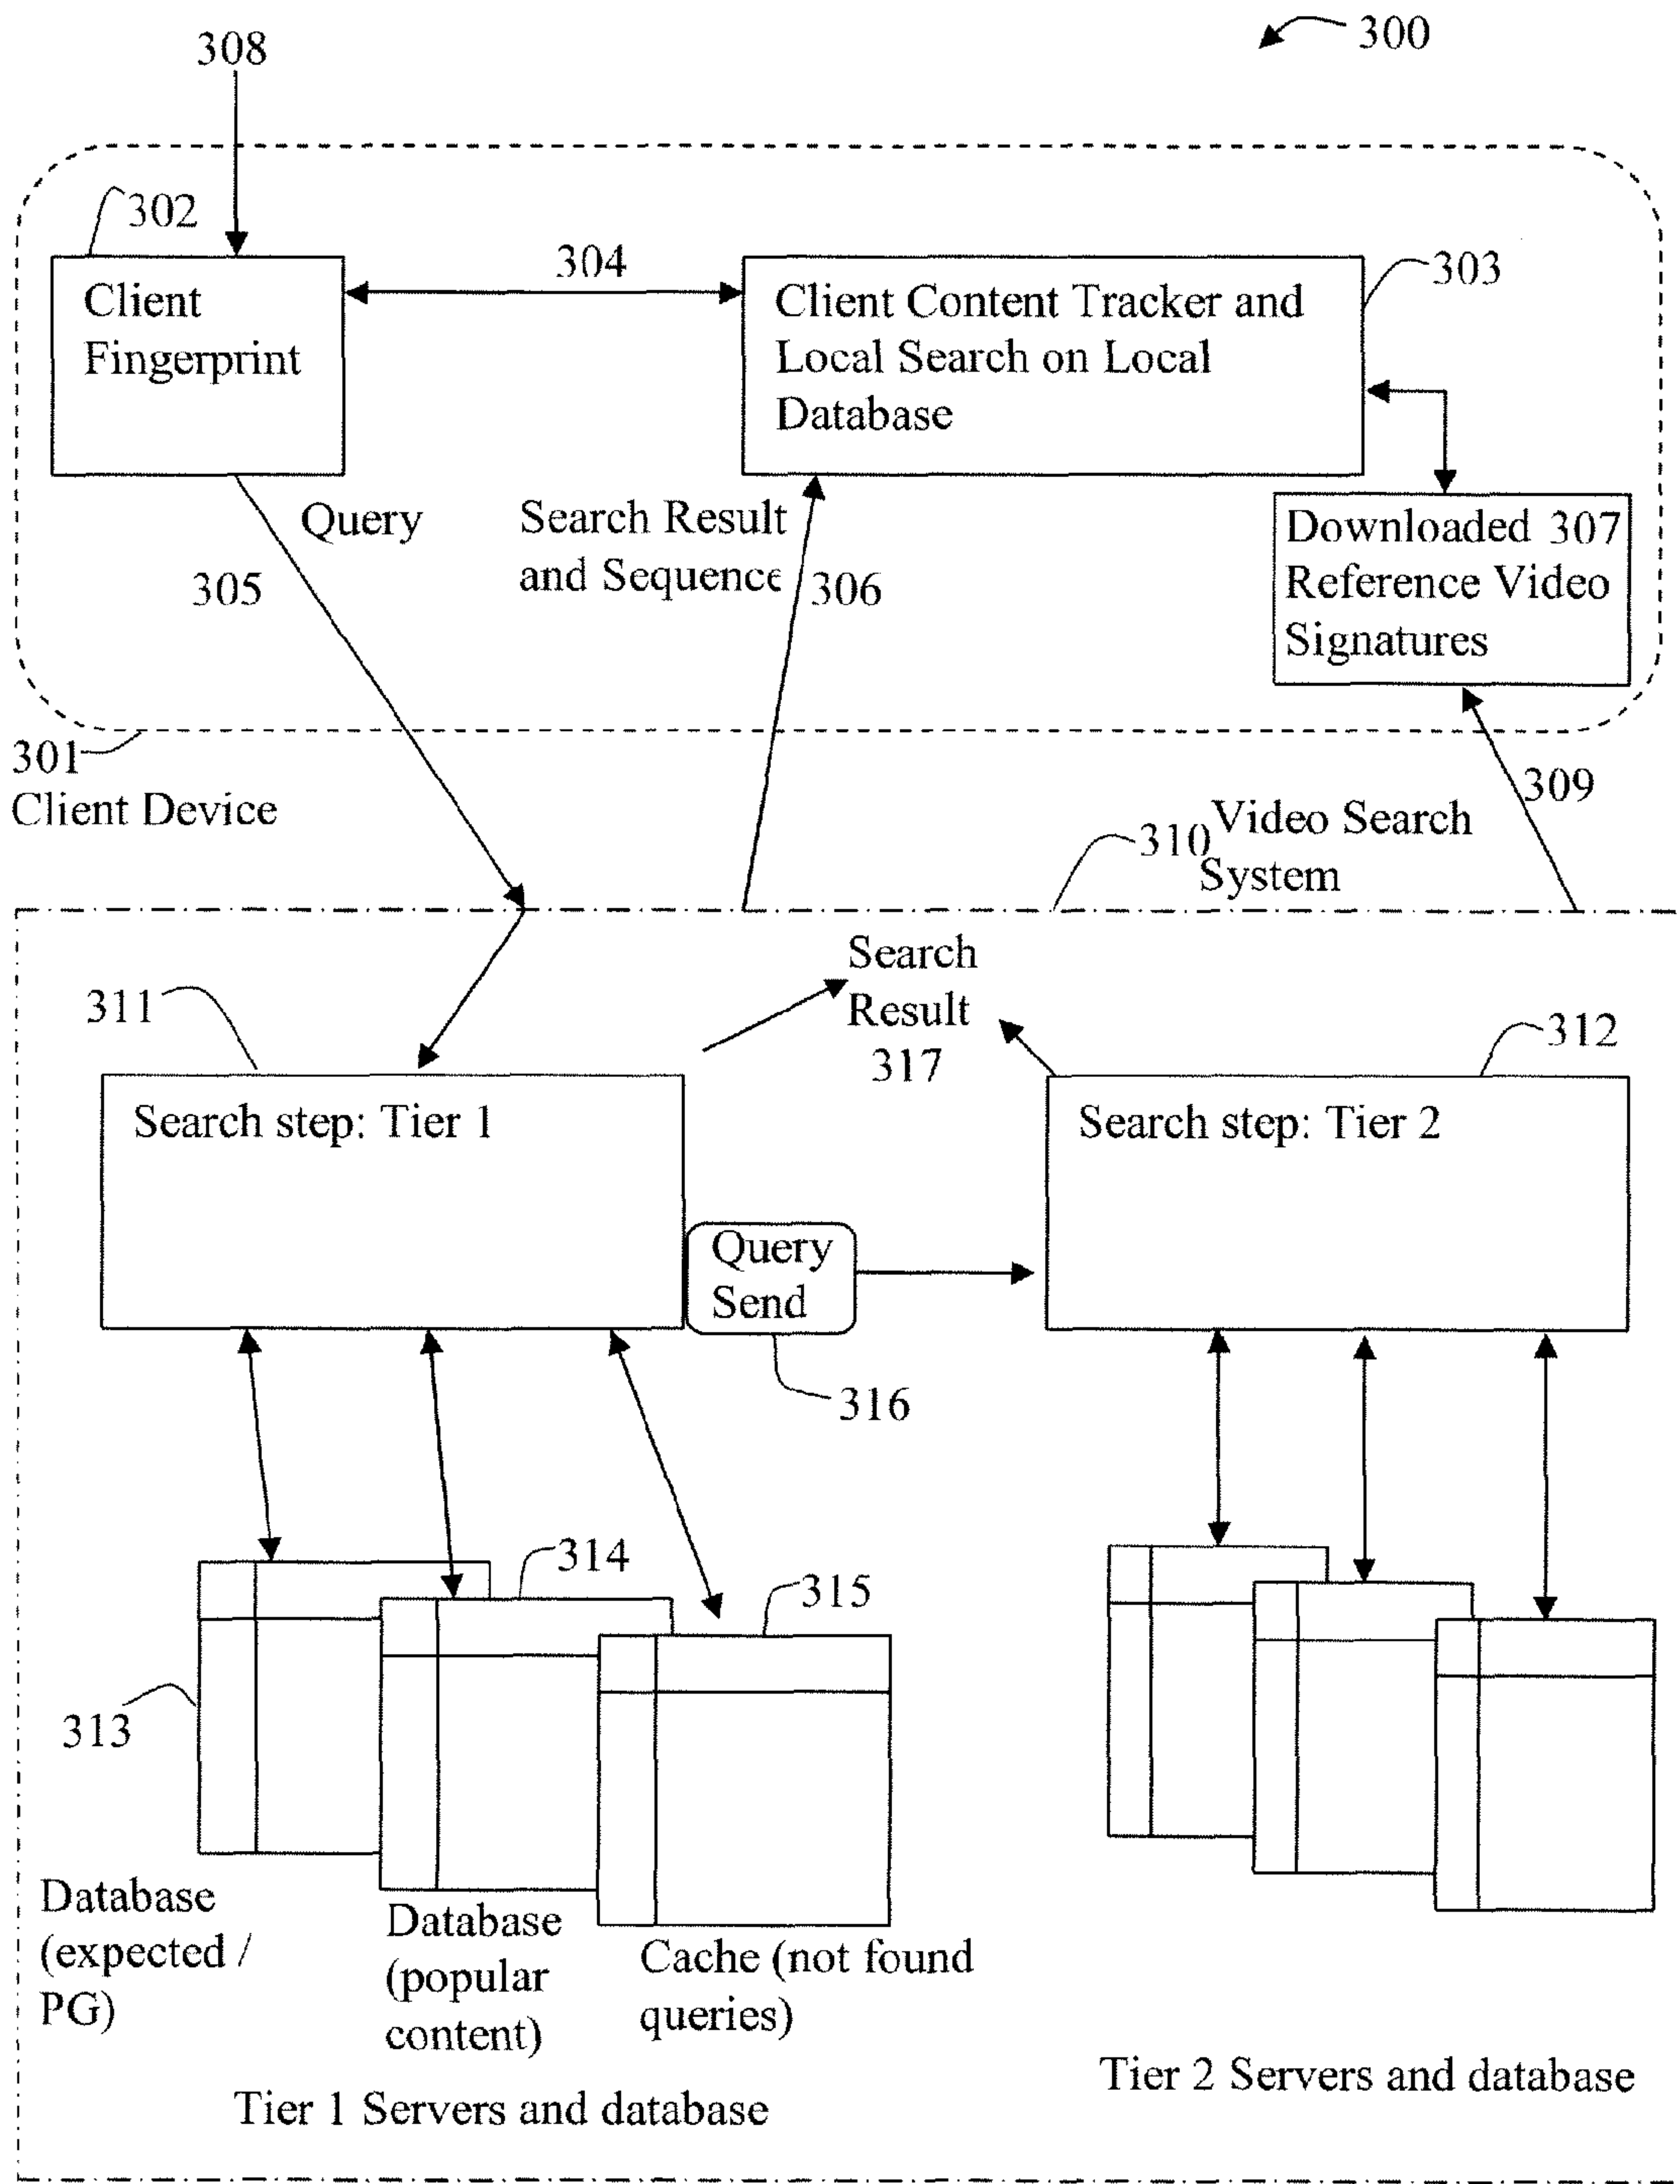 300
308
302
Client
Fingerprint
304
303
Client Content Tracker and
Local Search on Local
Database
Query
305
Search Result
and Sequence
306
Downloaded 307
Reference Video
Signatures
301
Client Device
309
310
Video Search
System
311
Search
Result
317
312
Search step: Tier 1
Search step: Tier 2
Query
Send
316
314
315
313
Database
(expected /
PG)
Database
(popular
content)
Cache (not found
queries)
Tier 1 Servers and database
Tier 2 Servers and database